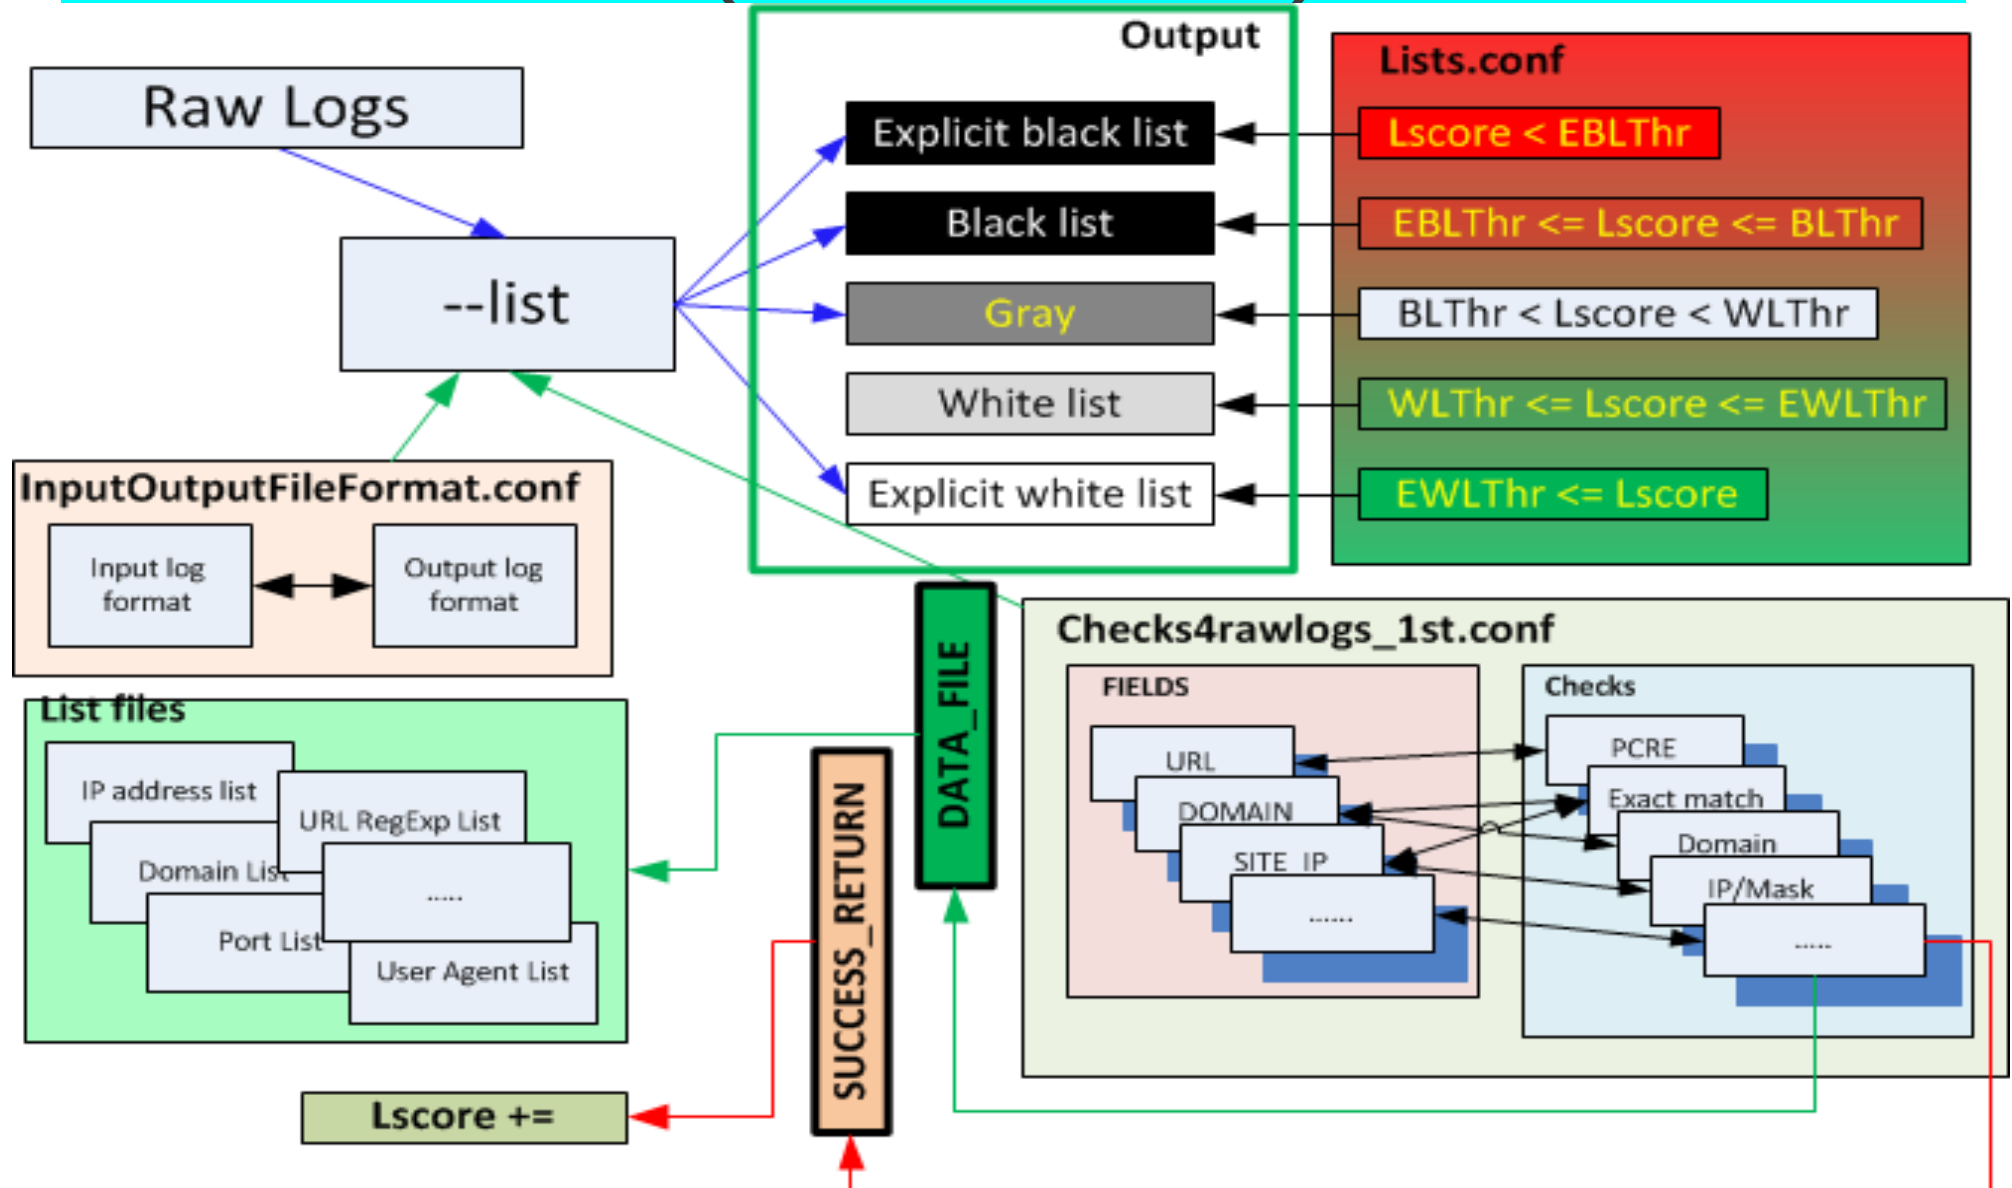 Output
Lists.conf
Raw Logs
Explicit black list
Lscore < EBLThr
Black list
EBLThr <= Lscore <= BLThr
--list
Gray
BLThr < Lscore < WLThr
White list
WLThr <= Lscore <= EWLThr
Explicit white list
EWLThr <= Lscore
InputOutputFileFormat.conf
Input log
format
Output log
format
Checks4rawlogs_1st.conf
FIELDS
URL
DOMAIN
SITE_IP
......
Checks
PCRE
Exact match
Domain
IP/Mask
.....
DATA_FILE
List files
IP address list
URL RegExp List
Domain List
.....
Port List
User Agent List
SUCCESS_RETURN
Lscore +=